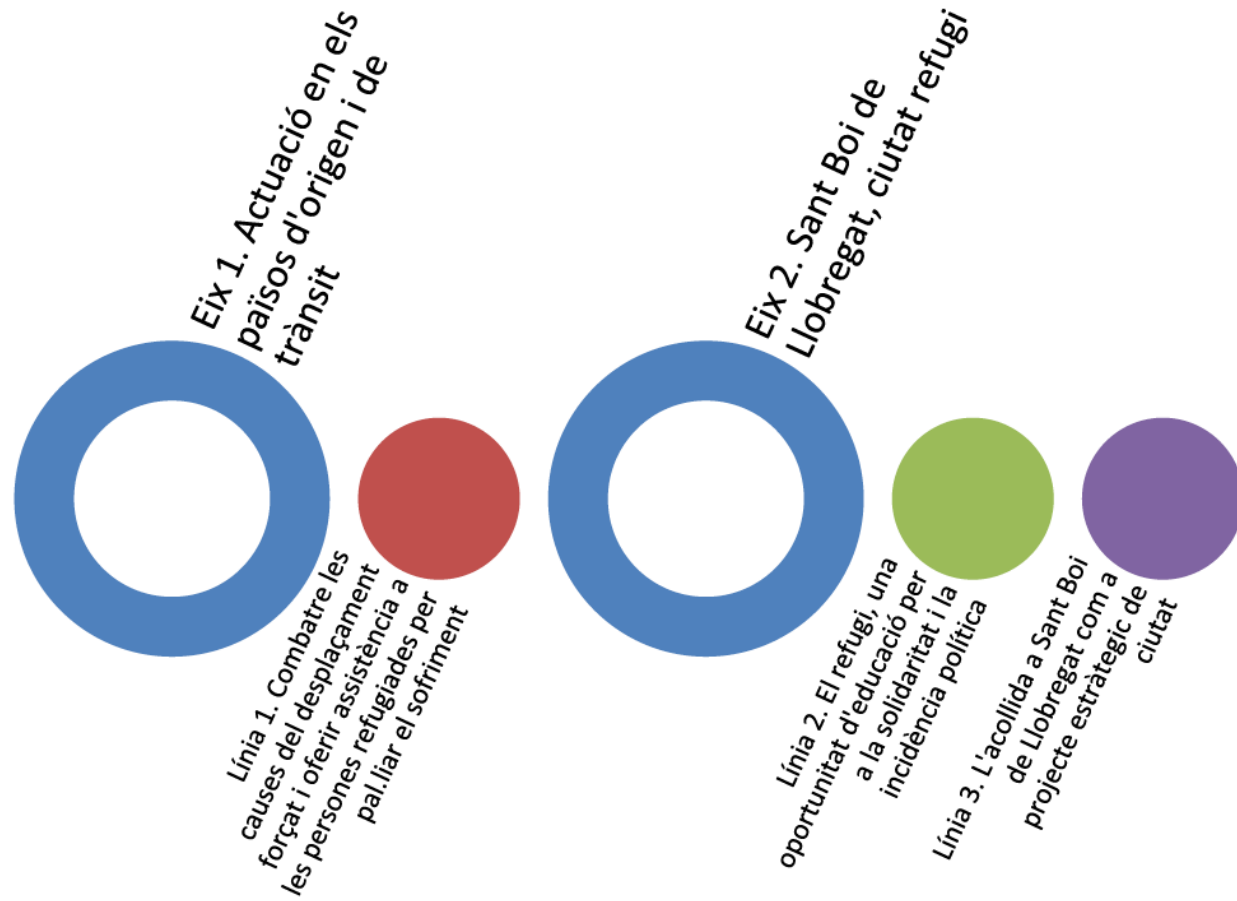 Eix 1. Actuació en els
països d'origen i de
trànsit
Línia 1. Combatre les
causes del desplaçament
forçat i oferir assistència a
les persones refugiades per
pal.liar el sofriment
Eix 2. Sant Boi de
Llobregat, ciutat refugi
Línia 2. El refugi, una
oportunitat d'educació per
a la solidaritat i la
incidència política
Línia 3. L'acollida a Sant Boi
de Llobregat com a
projecte estràtegic de
ciutat